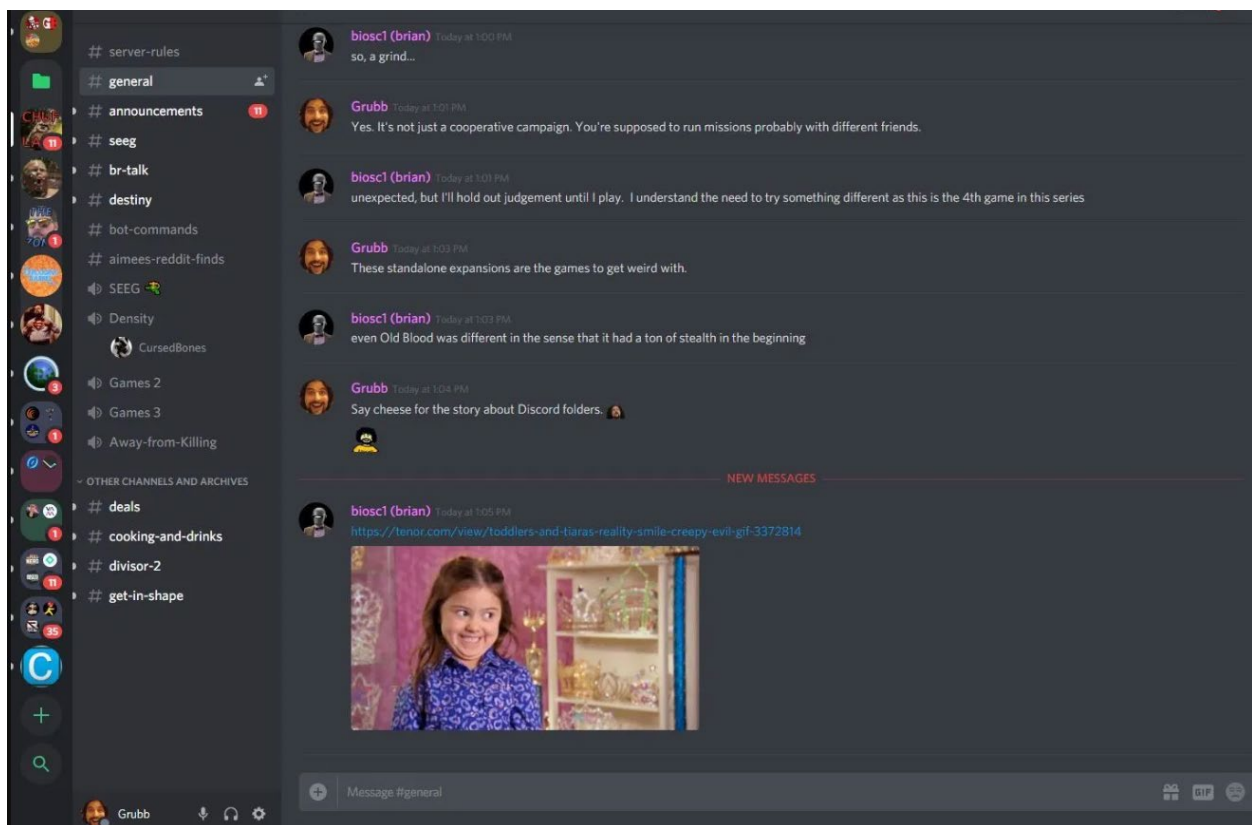 # server-rules
# general
# announcements
11
# seeg
# br-talk
# destiny
# bot-commands
# aimees-reddit-finds
SEEG
Density
CursedBones
Games 2
Games 3
Away-from-Killing
OTHER CHANNELS AND ARCHIVES
# deals
# cooking-and-drinks
# divisor-2
# get-in-shape
Grubb
11
1
3
1
1
11
35
C
biosc1 (brian) Today at 1:00 PM
so, a grind...
Grubb Today at 1:01 PM
Yes. It's not just a cooperative campaign. You're supposed to run missions probably with different friends.
biosc1 (brian) Today at 1:01 PM
unexpected, but I'll hold out judgement until I play. I understand the need to try something different as this is the 4th game in this series
Grubb Today at 1:03 PM
These standalone expansions are the games to get weird with.
biosc1 (brian) Today at 1:03 PM
even Old Blood was different in the sense that it had a ton of stealth in the beginning
Grubb Today at 1:04 PM
Say cheese for the story about Discord folders.
NEW MESSAGES
biosc1 (brian) Today at 1:05 PM
https://tenor.com/view/toddlers-and-tiaras-reality-smile-creepy-evil-gif-3372814
Message #general
GIF